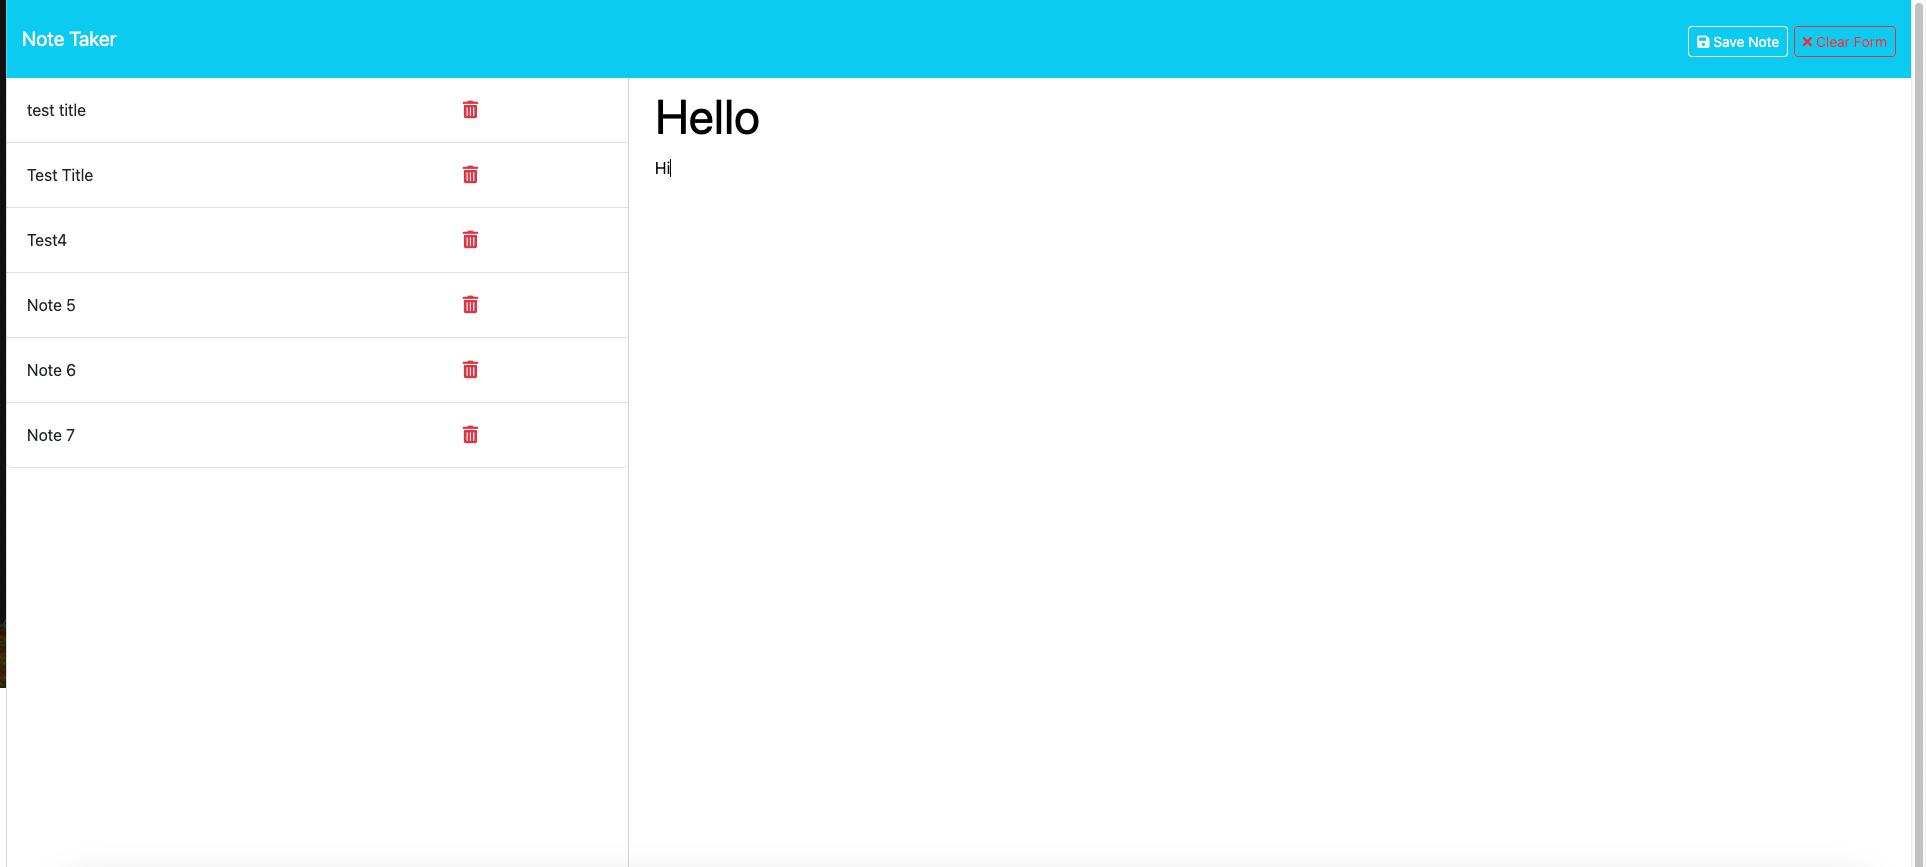 Note Taker
Save Note
Clear Form
test title
Test Title
Test4
Note 5
Note 6
Note 7
Hello
Hi